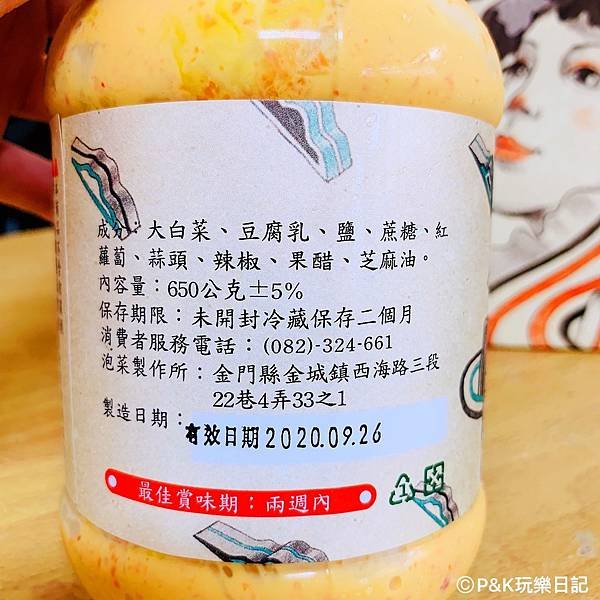 成分：大白菜、豆腐乳、鹽、蔗糖、紅
蘿蔔、蒜頭、辣椒、果醋、芝麻油。
內容量：650公克±5%
保存期限：未開封冷藏保存二個月
消費者服務電話：(082)-324-661
泡菜製作所：金門縣金城鎮西海路三段
22巷4弄33之1
製造日期：
有效日期2020.09.26
最佳賞味期：兩週內
©P&K玩樂日記